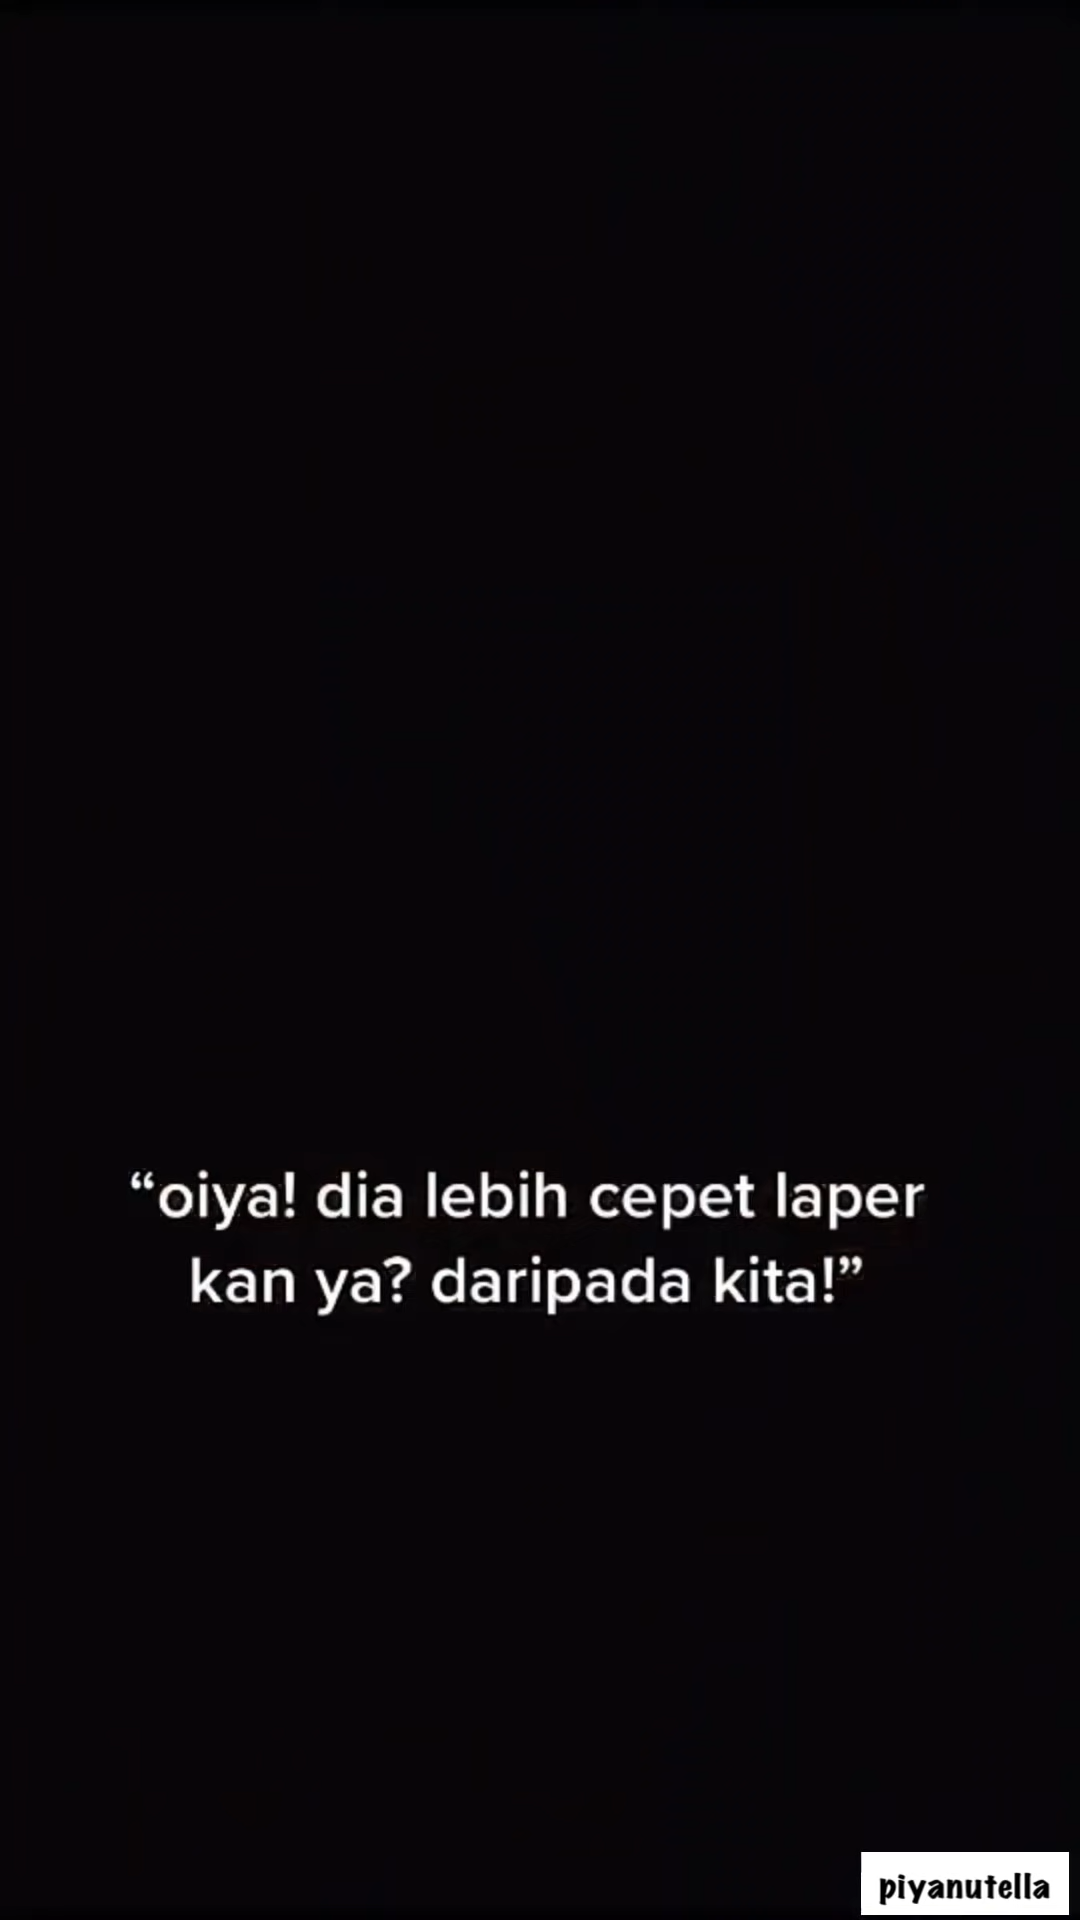 “oiya! dia lebih cepet laper
kan ya? daripada kita!”
piyanutella